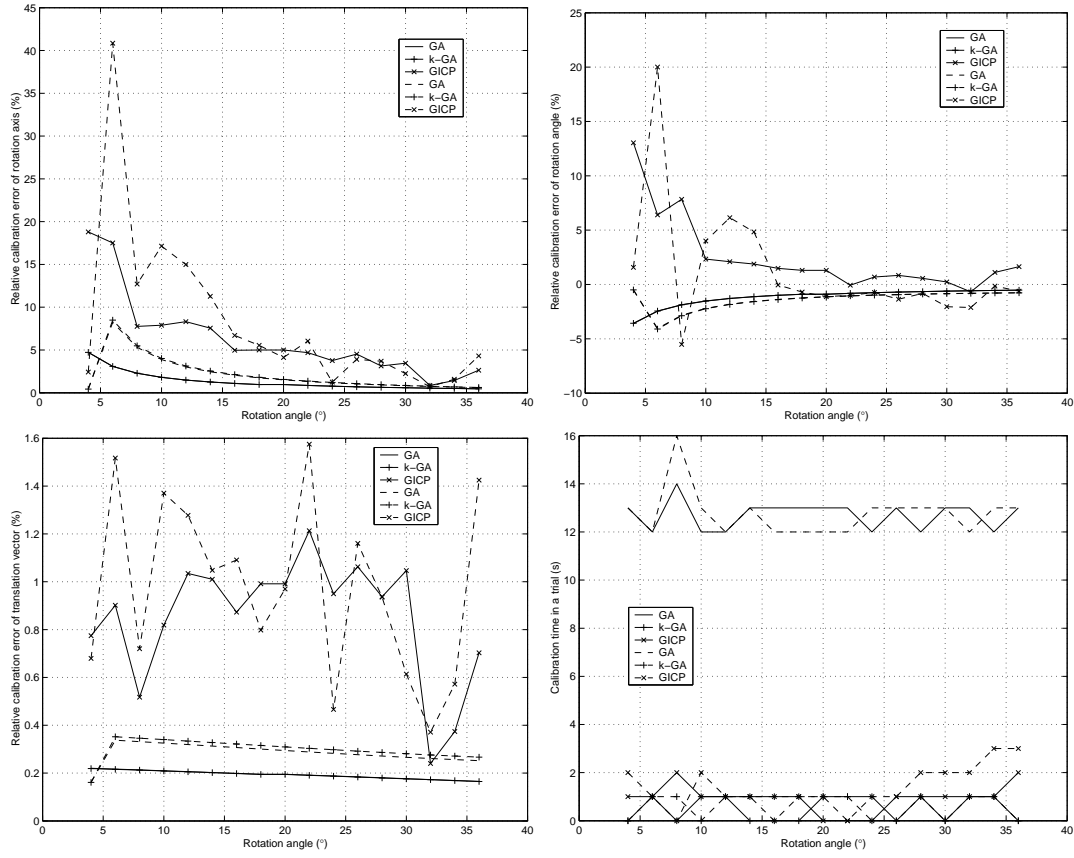 45
40
35
30
25
20
15
10
5
0
Relative calibration error of rotation axis (%)
GA
k−GA
GICP
GA
k−GA
GICP
0 5 10 15 20 25 30 35 40
Rotation angle (°)
25
20
15
10
5
0
−5
−10
Relative calibration error of rotation angle (%)
GA
k−GA
GICP
GA
k−GA
GICP
0 5 10 15 20 25 30 35 40
Rotation angle (°)
1.6
1.4
1.2
1
0.8
0.6
0.4
0.2
0
Relative calibration error of translation vector (%)
GA
k−GA
GICP
GA
k−GA
GICP
0 5 10 15 20 25 30 35 40
Rotation angle (°)
16
14
12
10
8
6
4
2
0
Calibration time in a trial (s)
GA
k−GA
GICP
GA
k−GA
GICP
0 5 10 15 20 25 30 35 40
Rotation angle (°)